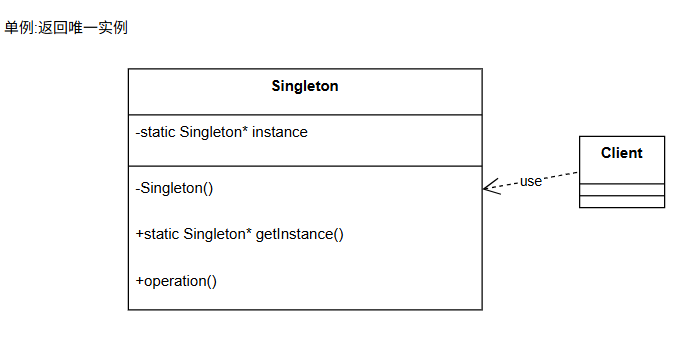 单例:返回唯一实例
Singleton
-static Singleton* instance
-Singleton()
+static Singleton* getInstance()
+operation()
use
Client